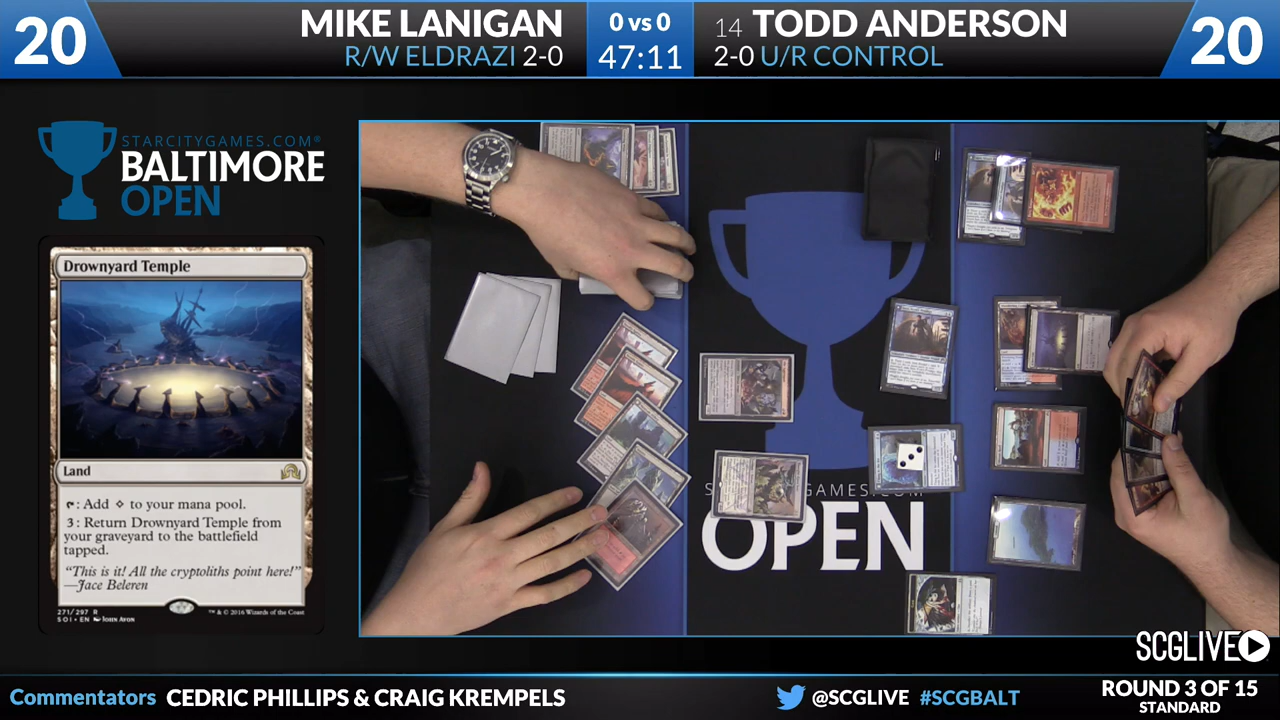 20
MIKE LANIGAN
R/W ELDRAZI 2-0
0 vs 0
47:11
14 TODD ANDERSON
2-0 U/R CONTROL
20
STARCITYGAMES.COM®
BALTIMORE
OPEN
Drownyard Temple
Land
: Add to your mana pool.
3 : Return Drownyard Temple from
your graveyard to the battlefield
tapped.
"This is it! All the cryptoliths point here!"
—Jace Beleren
271/297 R
SOI • EN JOHN AVON
™ & © 2016 Wizards of the Coast
GAMES.COM
OPEN
SCGLIVE
Commentators CEDRIC PHILLIPS & CRAIG KREMPELS
@SCGLIVE #SCGBALT
ROUND 3 OF 15
STANDARD